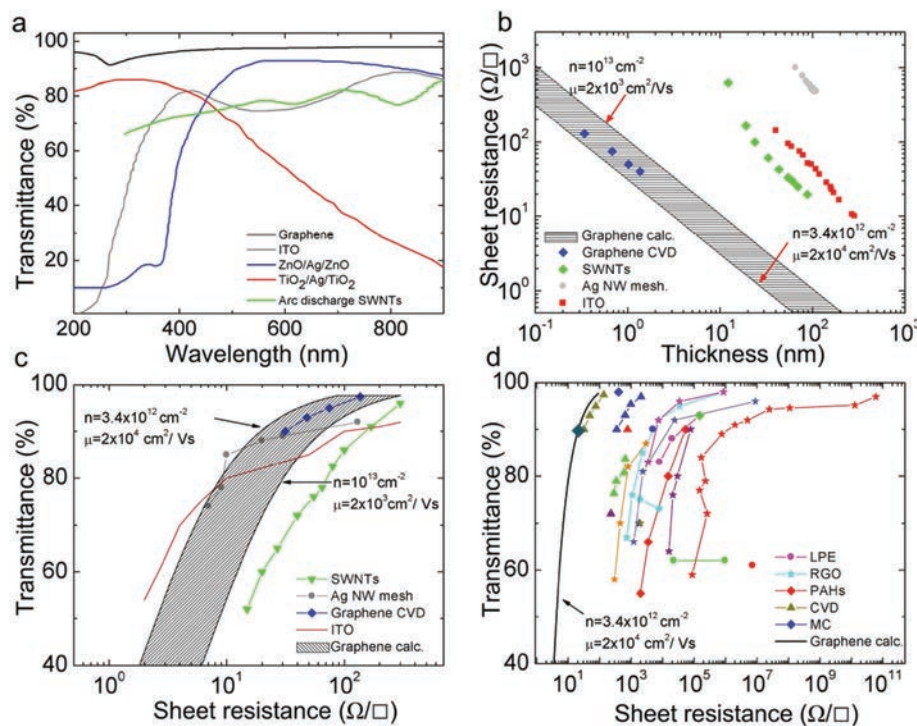 a
Transmittance (%)
100
80
60
40
20
Graphene
ITO
ZnO/Ag/ZnO
TiO₂/Ag/TiO₂
Arc discharge SWNTs
200 400 600 800
Wavelength (nm)
b
Sheet resistance (Ω/□)
10³
10²
10¹
10⁰
n=10¹³cm⁻²
μ=2x10³cm²/Vs
n=3.4x10¹²cm⁻²
μ=2x10⁴cm²/Vs
Graphene calc.
Graphene CVD
SWNTs
Ag NW mesh.
ITO
10⁻¹ 10⁰ 10¹ 10² 10³
Thickness (nm)
c
Transmittance (%)
100
80
60
40
n=3.4x10¹²cm⁻²
μ=2x10⁴cm²/ Vs
n=10¹³cm⁻²
μ=2x10³cm²/ Vs
SWNTs
Ag NW mesh
Graphene CVD
ITO
Graphene calc.
10⁰ 10¹ 10²
Sheet resistance (Ω/□)
d
Transmittance (%)
100
80
60
40
n=3.4x10¹²cm⁻²
μ=2x10⁴cm²/ Vs
LPE
RGO
PAHs
CVD
MC
Graphene calc.
10¹ 10³ 10⁵ 10⁷ 10⁹ 10¹¹
Sheet resistance (Ω/□)